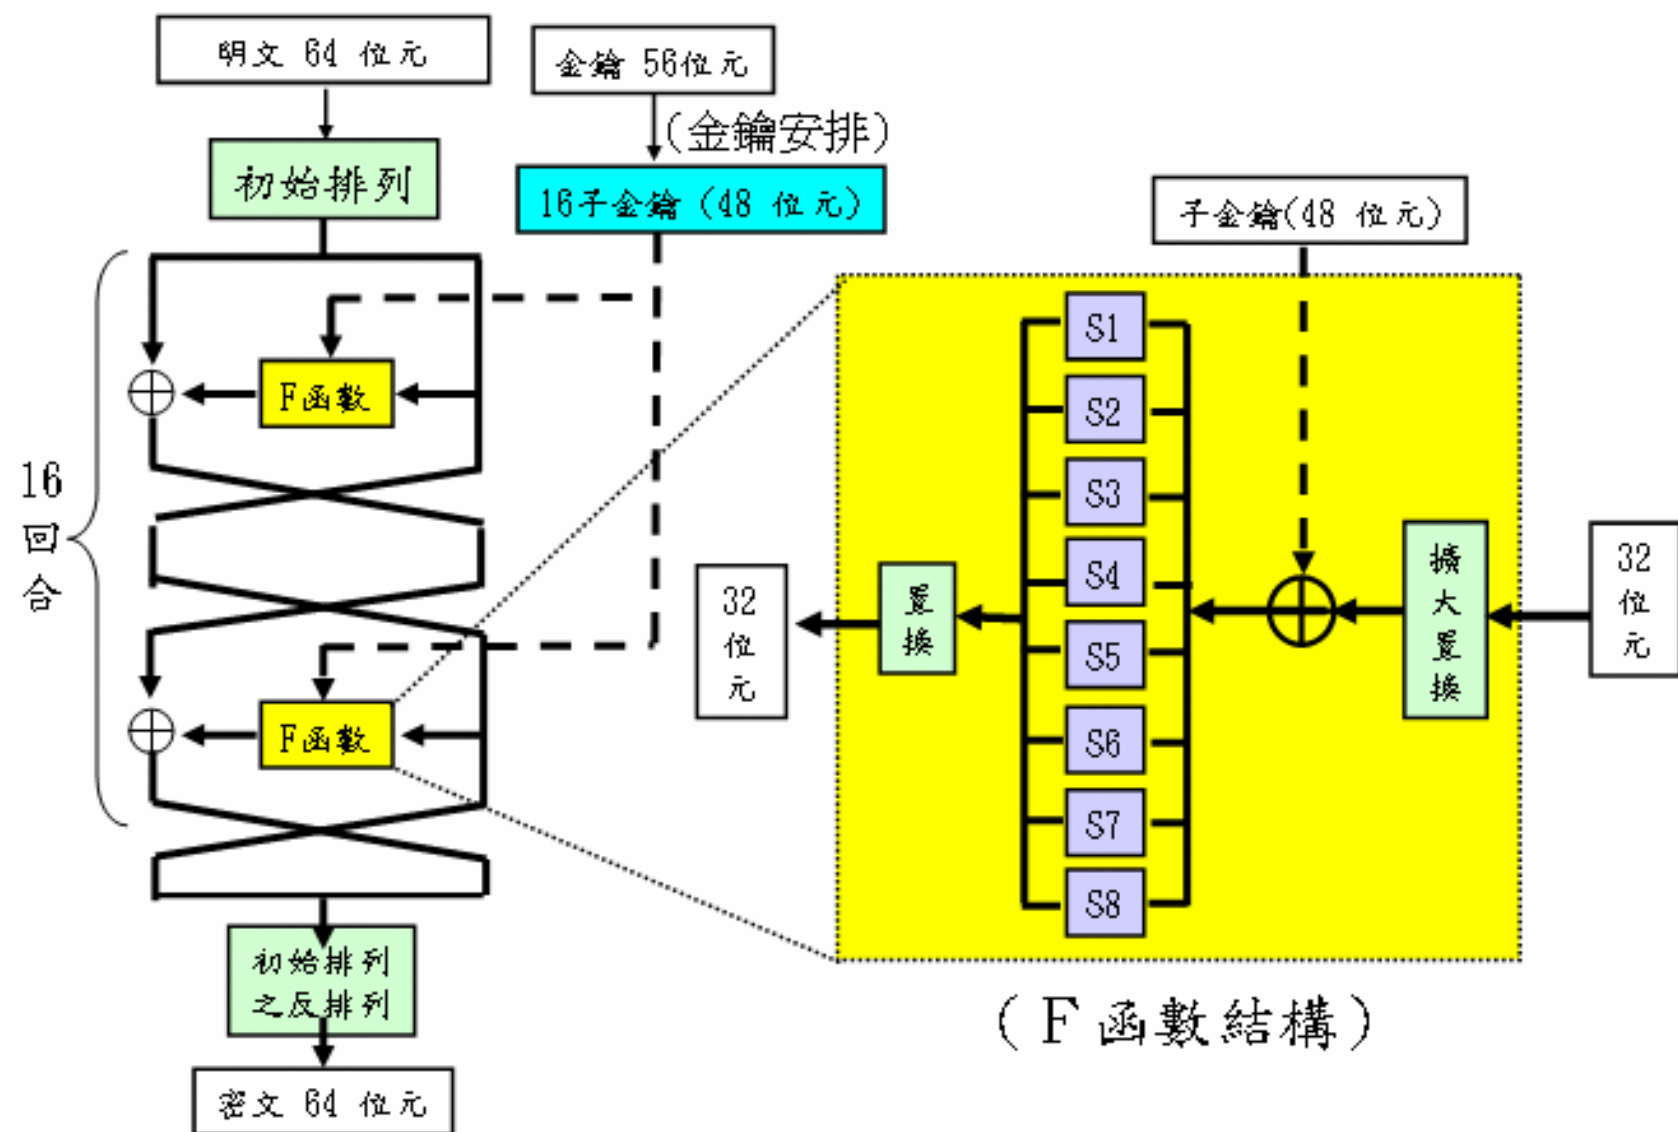 明文 64 位元
金鑰 56位元
(金鑰安排)
初始排列
16子金鑰 (48 位元)
子金鑰(48 位元)
F函數
16
回
合
F函數
初始排列
之反排列
密文 64 位元
S1
S2
S3
S4
S5
S6
S7
S8
32
位
元
置
換
擴
大
置
換
32
位
元
(F函數結構)